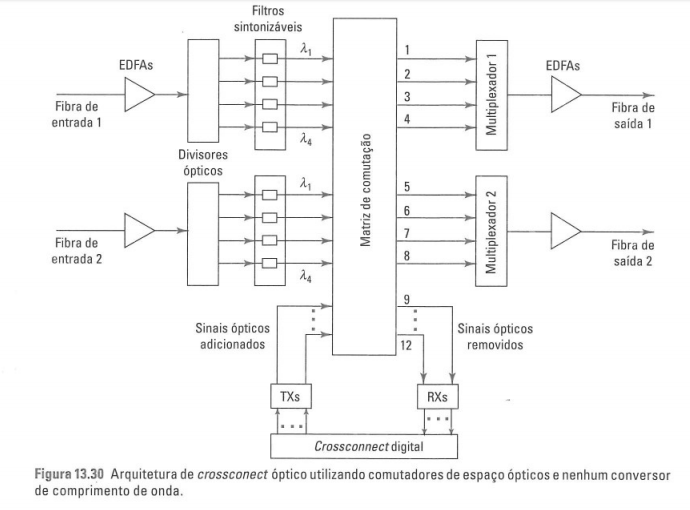 Filtros
sintonizáveis
λ1
EDFAs
Fibra de
entrada 1
λ4
Divisores
ópticos
λ1
Fibra de
entrada 2
λ4
Matriz de comutação
1
2
3
4
Multiplexador 1
EDFAs
Fibra de
saída 1
5
6
7
8
Multiplexador 2
Fibra de
saída 2
9
12
Sinais ópticos
adicionados
Sinais ópticos
removidos
TXs
RXs
Crossconnect digital
Figura 13.30 Arquitetura de crossconect óptico utilizando comutadores de espaço ópticos e nenhum conversor
de comprimento de onda.